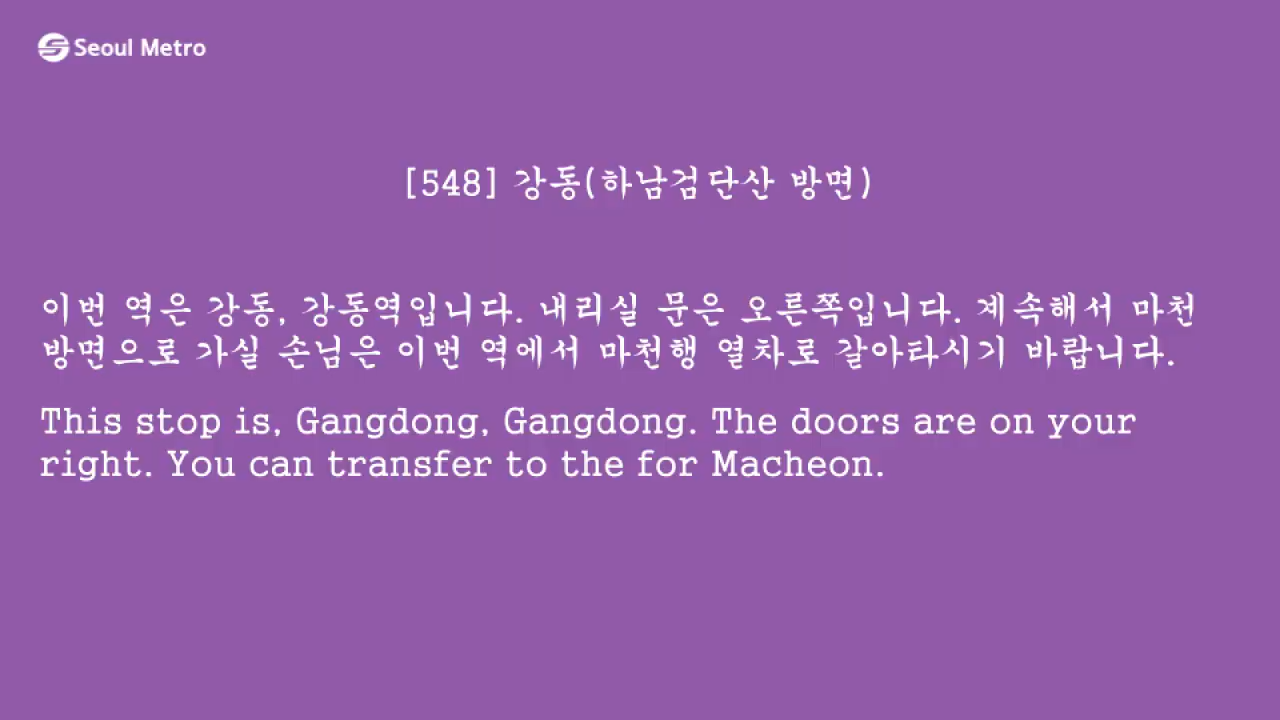 Seoul Metro
[548] 강동(하남검단산 방면)
이번 역은 강동, 강동역입니다. 내리실 문은 오른쪽입니다. 계속해서 마천
방면으로 가실 손님은 이번 역에서 마천행 열차로 갈아타시기 바랍니다.
This stop is, Gangdong, Gangdong. The doors are on your
right. You can transfer to the for Macheon.